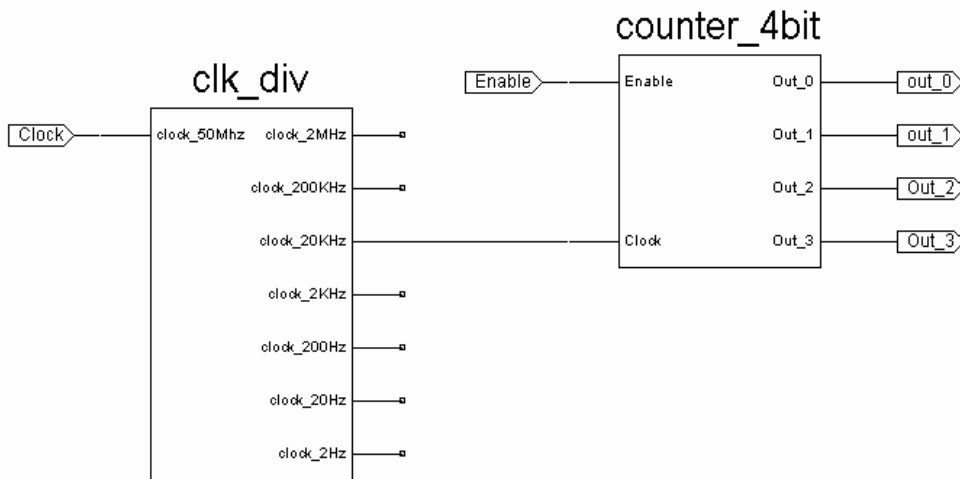 counter_4bit
clk_div
Enable
Enable
Out_0
out_0
Clock
clock_50Mhz
clock_2MHz
Out_1
out_1
clock_200KHz
Out_2
Out_2
clock_20KHz
Clock
Out_3
Out_3
clock_2KHz
clock_200Hz
clock_20Hz
clock_2Hz